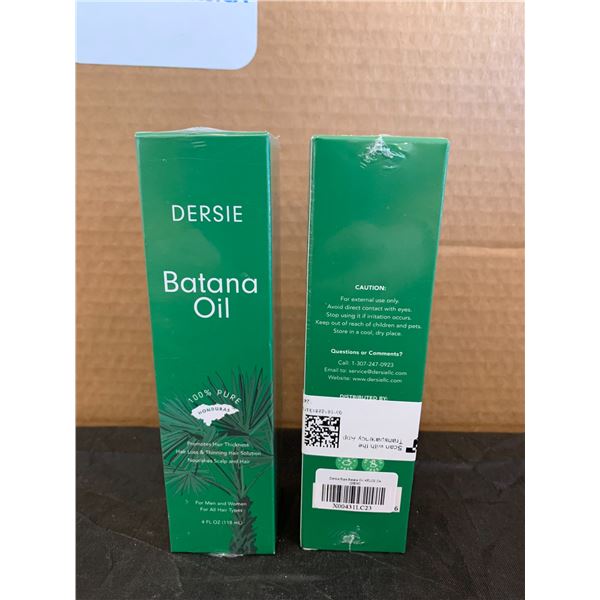 DERSIE
Batana
Oil
100% PURE
HONDURAS
Promotes Hair Thickness
Hair Loss & Thinning Hair Solution
Nourishes Scalp and Hair
For Men and Women
For All Hair Types
4 FL OZ (118 mL)
CAUTION:
For external use only.
Avoid direct contact with eyes.
Stop using it if irritation occurs.
Keep out of reach of children and pets.
Store in a cool, dry place.
Questions or Comments?
Call: 1-307-247-0923
Email to: service@dersiellc.com
Website: www.dersiellc.com
DISTRIBUTED BY:
Scan with the
Transparency App
X00431LC23
6